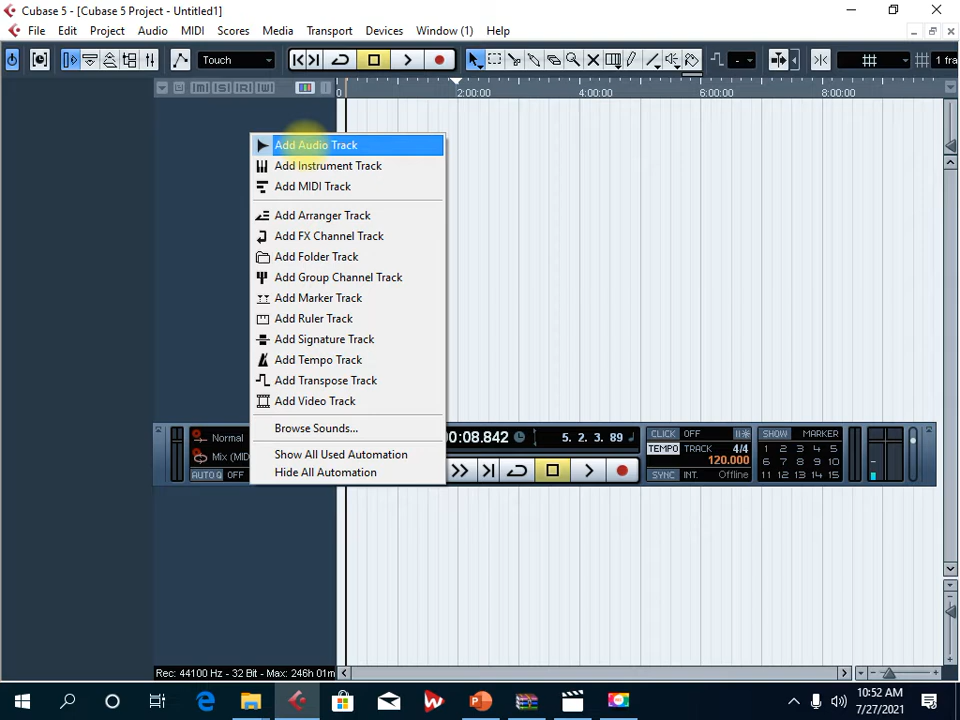 Cubase 5 - [Cubase 5 Project - Untitled1]
File Edit Project Audio MIDI Scores Media Transport Devices Window (1) Help
Touch
1 fra
0 2:00:00 4:00:00 6:00:00 8:00:00
Add Audio Track
Add Instrument Track
Add MIDI Track
Add Arranger Track
Add FX Channel Track
Add Folder Track
Add Group Channel Track
Add Marker Track
Add Ruler Track
Add Signature Track
Add Tempo Track
Add Transpose Track
Add Video Track
Browse Sounds...
Show All Used Automation
Hide All Automation
Normal
Mix (MID
AUTO Q OFF
00:08.842 5. 2. 3. 89
CLICK OFF
TEMPO TRACK 4/4
120.000
SYNC INT. Offline
SHOW MARKER
1 2 3 4 5
6 7 8 9 10
11 12 13 14 15
Rec: 44100 Hz - 32 Bit - Max: 246h 01m
10:52 AM
7/27/2021